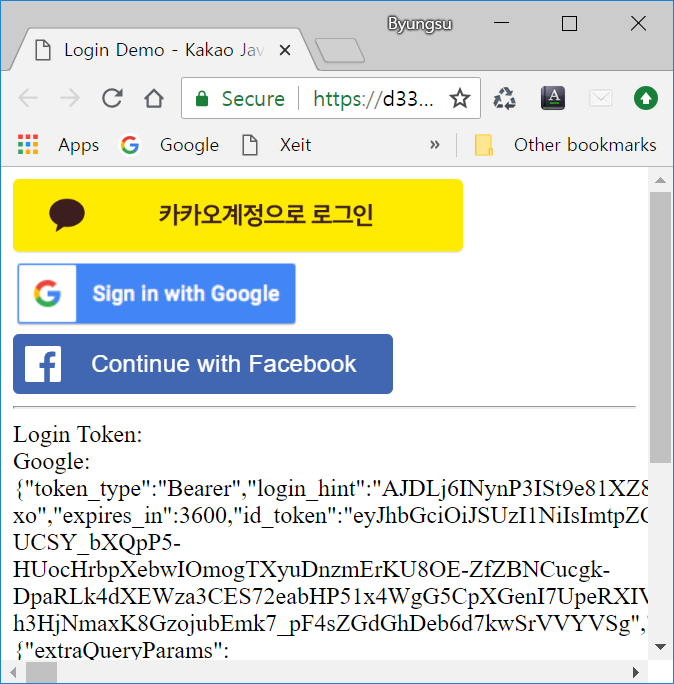 Byungsu
Login Demo - Kakao Jav
Secure
https://d33...
Apps
Google
Xeit
»
Other bookmarks
카카오계정으로 로그인
Sign in with Google
Continue with Facebook
Login Token:
Google:
{"token_type":"Bearer","login_hint":"AJDLj6INynP3ISt9e81XZ8
xo","expires_in":3600,"id_token":"eyJhbGciOiJSUzI1NiIsImtpZC
UCSY_bXQpP5-
HUocHrbpXebwIOmogTXyuDnzmErKU8OE-ZfZBNCucgk-
DpaRLk4dXEWza3CES72eabHP51x4WgG5CpXGenI7UpeRXIV
h3HjNmaxK8GzojubEmk7_pF4sZGdGhDeb6d7kwSrVVYVSg","
{"extraQueryParams":